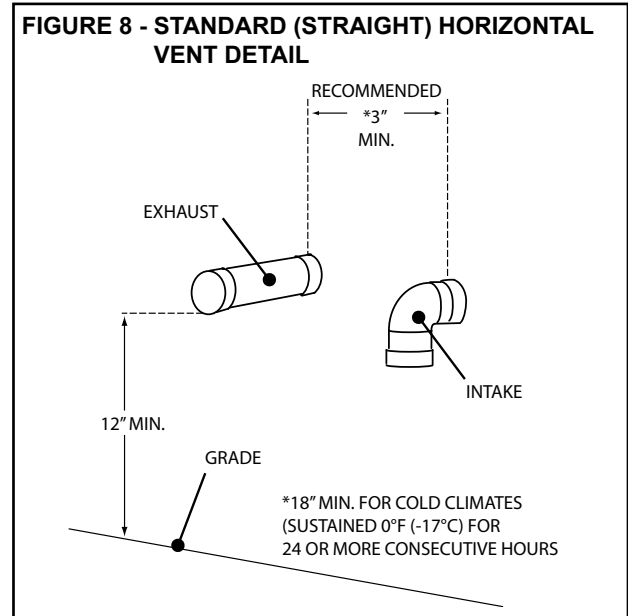 FIGURE 8 - STANDARD (STRAIGHT) HORIZONTAL
VENT DETAIL
RECOMMENDED
*3"
MIN.
EXHAUST
INTAKE
12" MIN.
GRADE
*18" MIN. FOR COLD CLIMATES
(SUSTAINED 0°F (-17°C) FOR
24 OR MORE CONSECUTIVE HOURS